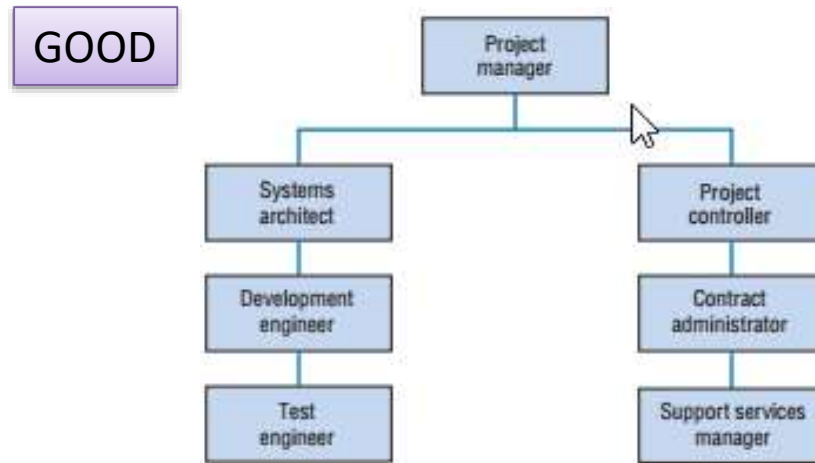 GOOD
Project
manager
Systems
architect
Project
controller
Development
engineer
Contract
administrator
Test
engineer
Support services
manager